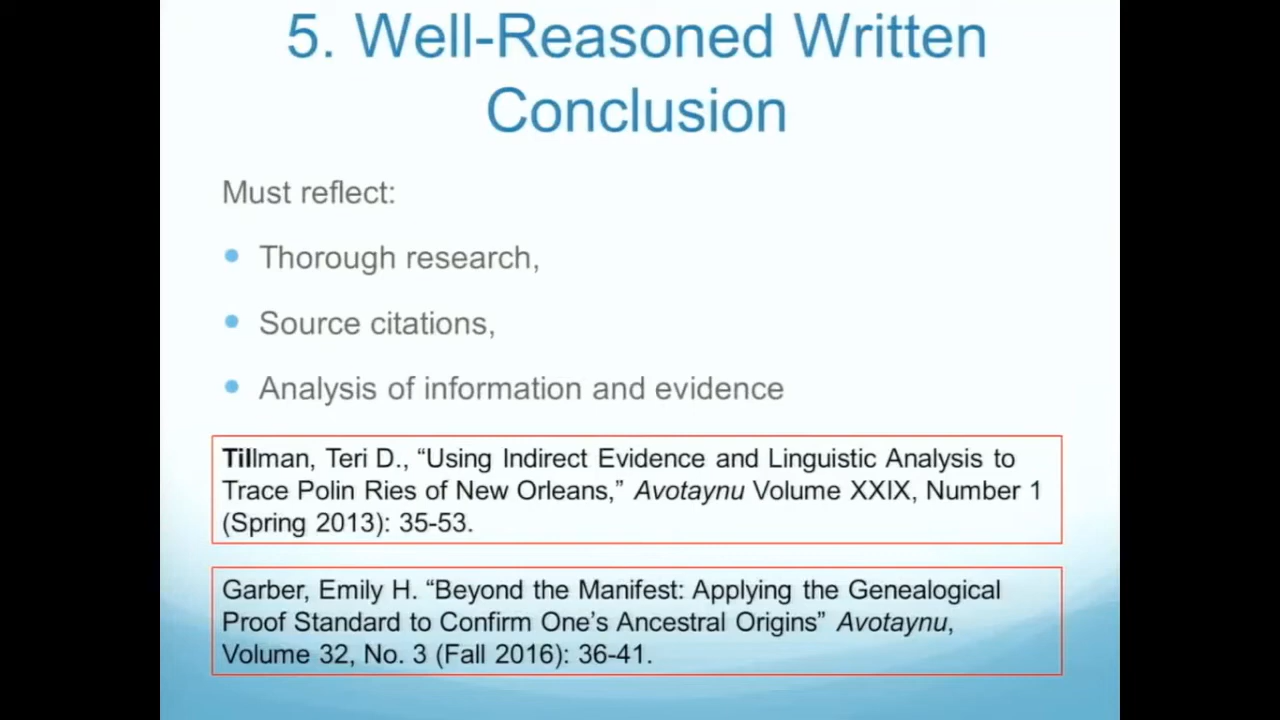 5. Well-Reasoned Written
Conclusion
Must reflect:
• Thorough research,
• Source citations,
• Analysis of information and evidence
Tillman, Teri D., “Using Indirect Evidence and Linguistic Analysis to
Trace Polin Ries of New Orleans,” Avotaynu Volume XXIX, Number 1
(Spring 2013): 35-53.
Garber, Emily H. “Beyond the Manifest: Applying the Genealogical
Proof Standard to Confirm One’s Ancestral Origins” Avotaynu,
Volume 32, No. 3 (Fall 2016): 36-41.